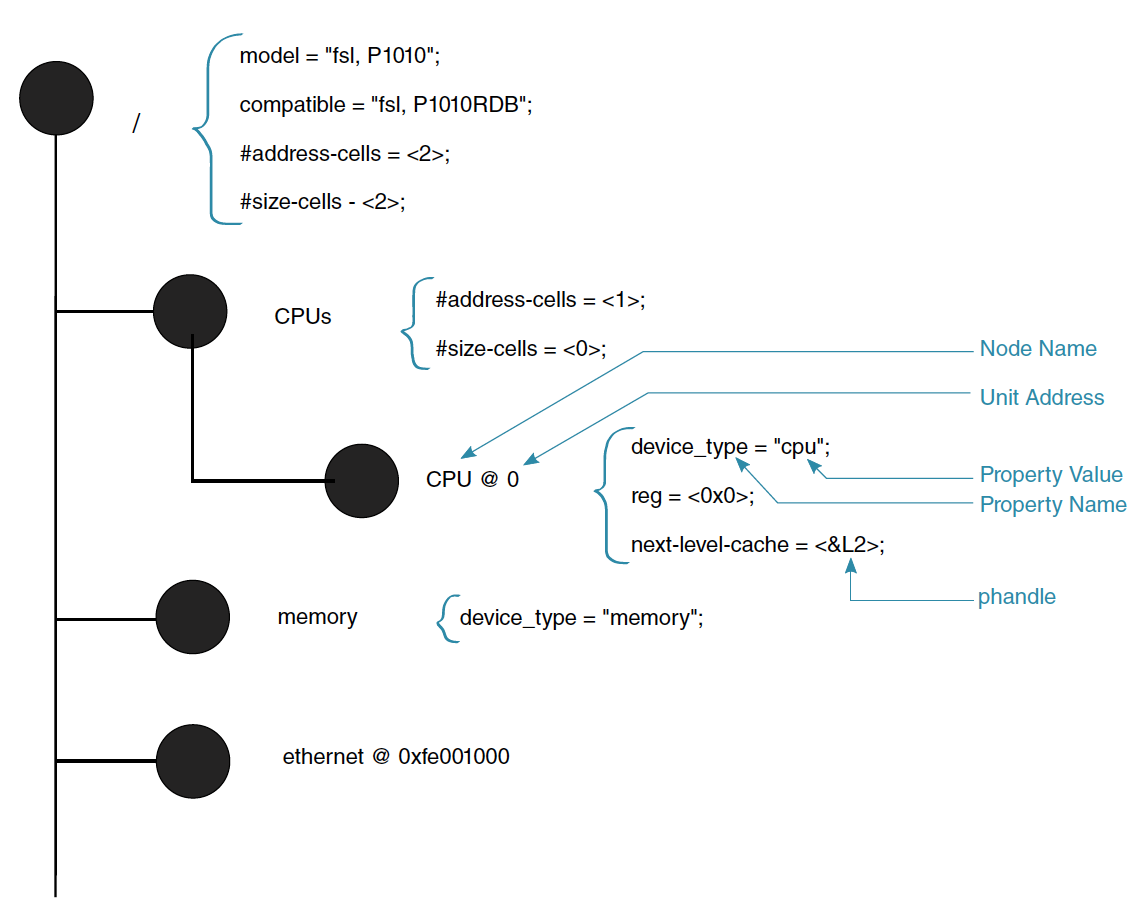 /
model = "fsl, P1010";
compatible = "fsl, P1010RDB";
#address-cells = <2>;
#size-cells - <2>;
CPUs
#address-cells = <1>;
#size-cells = <0>;
Node Name
Unit Address
CPU @ 0
device_type = "cpu";
Property Value
reg = <0x0>;
Property Name
next-level-cache = <&L2>;
phandle
memory
device_type = "memory";
ethernet @ 0xfe001000